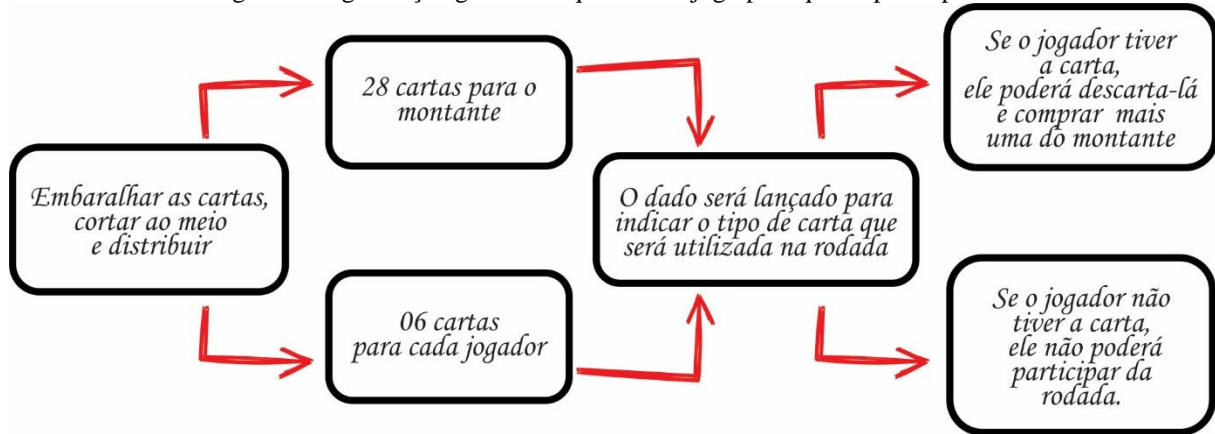 Embaralhar as cartas,
cortar ao meio
e distribuir
28 cartas para o
montante
06 cartas
para cada jogador
O dado será lançado para
indicar o tipo de carta que
será utilizada na rodada
Se o jogador tiver
a carta,
ele poderá descarta-lá
e comprar mais
uma do montante
Se o jogador não
tiver a carta,
ele não poderá
participar da
rodada.